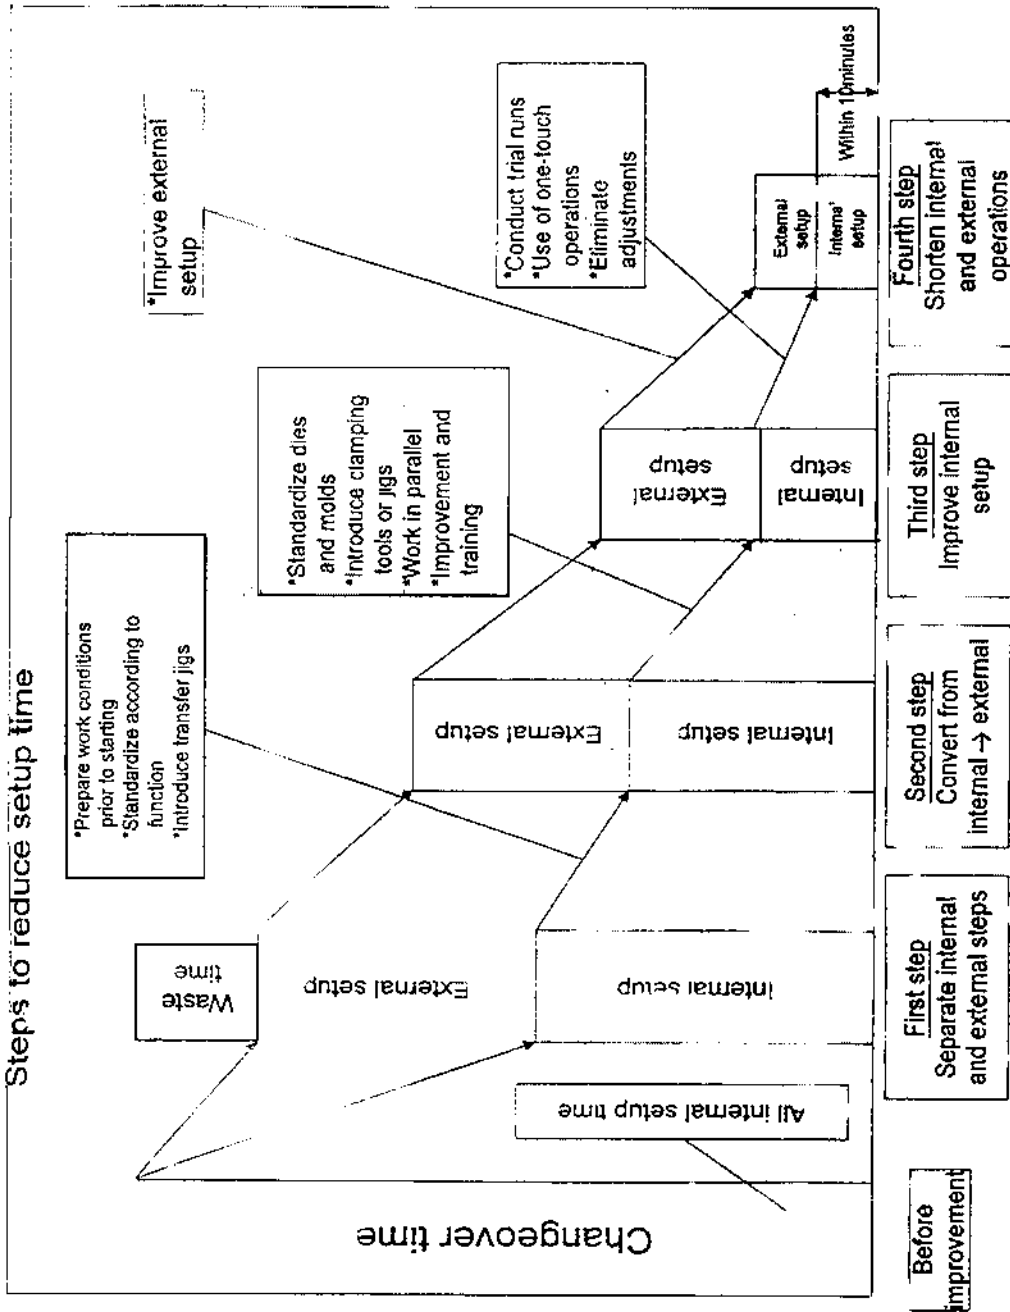 Steps to reduce setup time
*Improve external
setup
*Conduct trial runs
*Use of one-touch
operations
*Eliminate
adjustments
*Standardize dies
and molds
*Introduce clamping
tools or jigs
*Work in parallel
*Improvement and
training
*Prepare work conditions
prior to starting
*Standardize according to
function
*Introduce transfer jigs
Changeover time
All internal setup time
Waste
time
External setup
Internal setup
External setup
Internal setup
External
setup
Internal
setup
External
setup
Internal
setup
Within 10minutes
Before
improvement
First step
Separate internal
and external steps
Second step
Convert from
internal → external
Third step
Improve internal
setup
Fourth step
Shorten internal
and external
operations